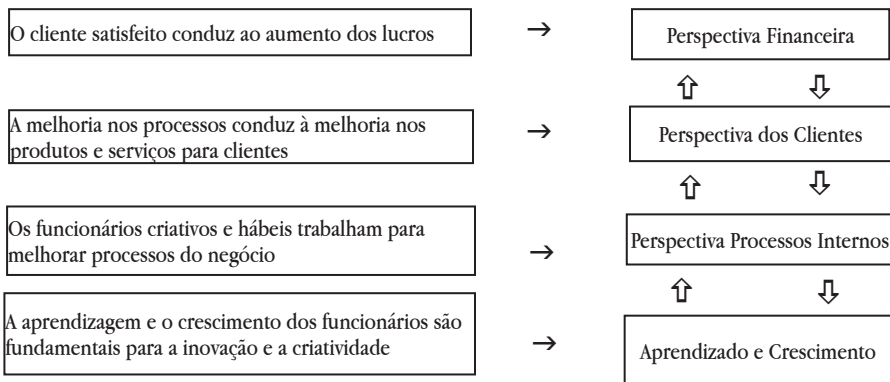 O cliente satisfeito conduz ao aumento dos lucros
→
Perspectiva Financeira
A melhoria nos processos conduz à melhoria nos
produtos e serviços para clientes
→
Perspectiva dos Clientes
Os funcionários criativos e hábeis trabalham para
melhorar processos do negócio
→
Perspectiva Processos Internos
A aprendizagem e o crescimento dos funcionários são
fundamentais para a inovação e a criatividade
→
Aprendizado e Crescimento